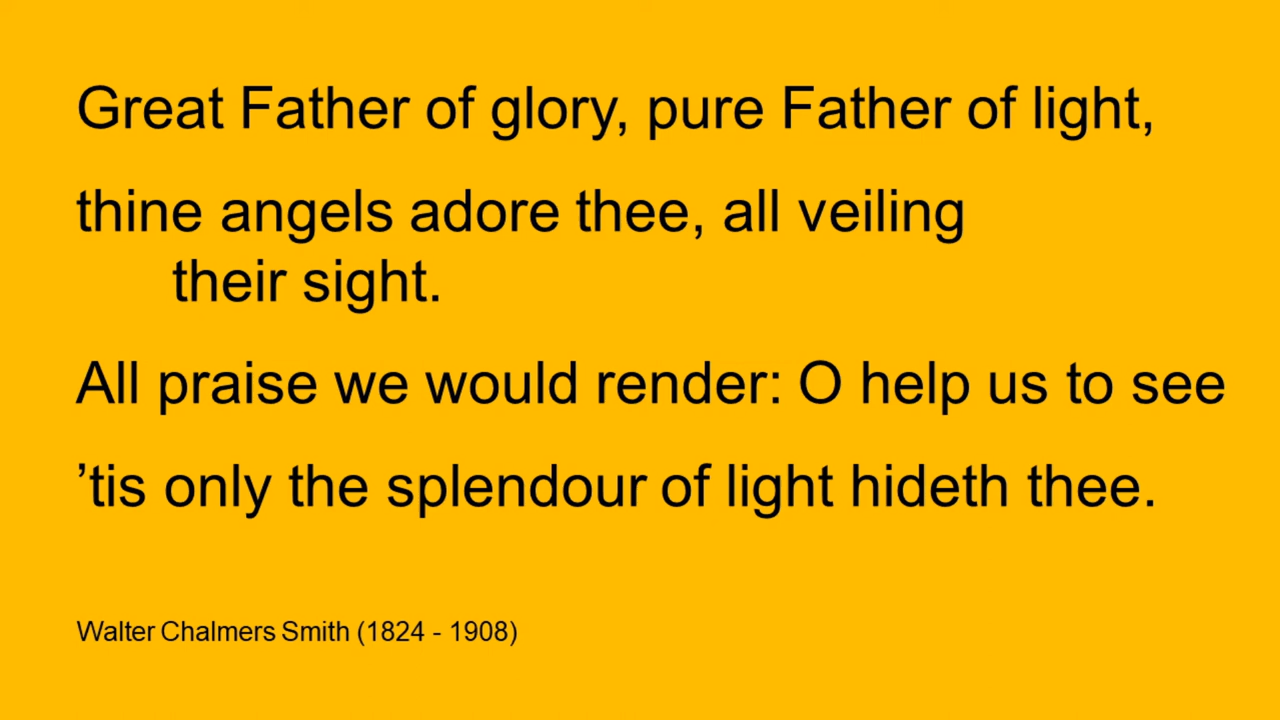 Great Father of glory, pure Father of light,
thine angels adore thee, all veiling
their sight.
All praise we would render: O help us to see
’tis only the splendour of light hideth thee.
Walter Chalmers Smith (1824 - 1908)